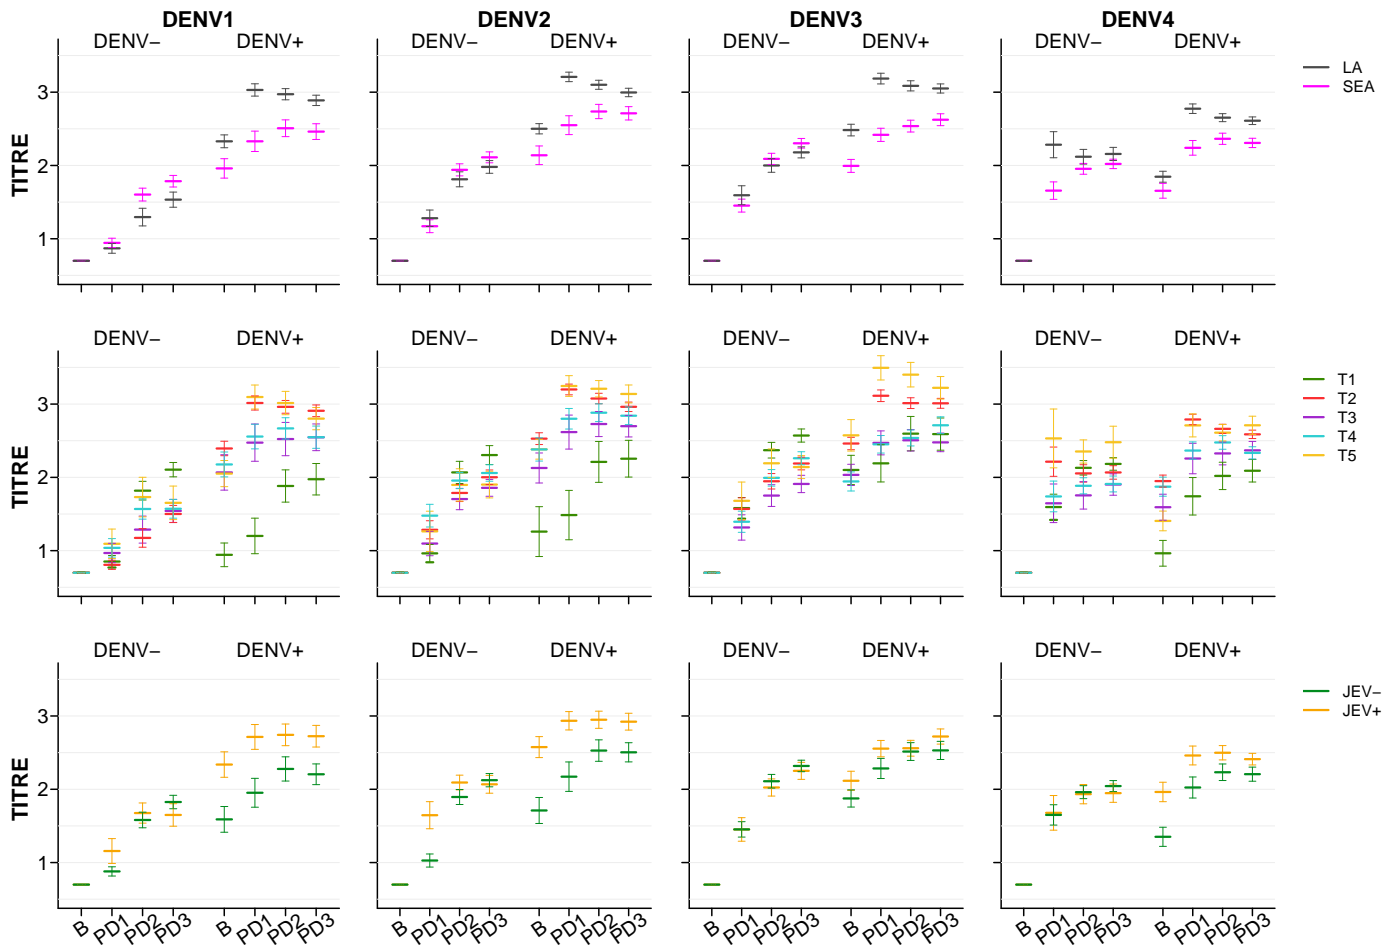 DENV1 DENV2 DENV3 DENV4
DENV− DENV+ DENV− DENV+ DENV− DENV+ DENV− DENV+
LA
SEA
3
2
1
TITRE
DENV− DENV+ DENV− DENV+ DENV− DENV+ DENV− DENV+
T1
T2
T3
T4
T5
3
2
1
TITRE
DENV− DENV+ DENV− DENV+ DENV− DENV+ DENV− DENV+
JEV−
JEV+
3
2
1
TITRE
B PD1 PD2 PD3 B PD1 PD2 PD3 B PD1 PD2 PD3 B PD1 PD2 PD3 B PD1 PD2 PD3 B PD1 PD2 PD3 B PD1 PD2 PD3 B PD1 PD2 PD3